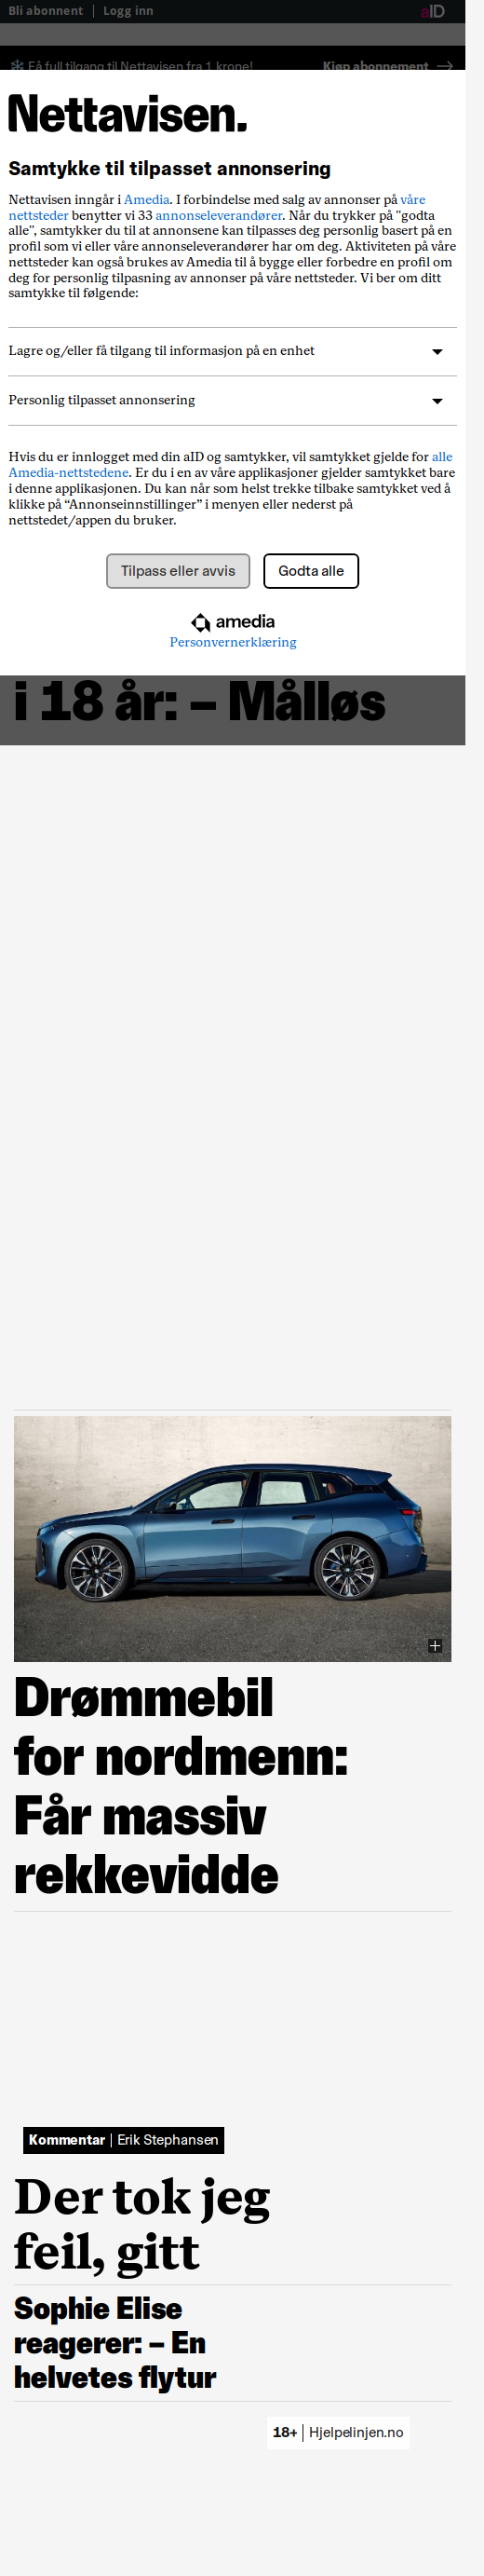 Bli abonnent | Logg inn
aID
Få full tilgang til Nettavisen fra 1 krone!
Kjøp abonnement →
Nettavisen.
Samtykke til tilpasset annonsering
Nettavisen inngår i Amedia. I forbindelse med salg av annonser på våre
nettsteder benytter vi 33 annonseleverandører. Når du trykker på "godta
alle", samtykker du til at annonsene kan tilpasses deg personlig basert på en
profil som vi eller våre annonseleverandører har om deg. Aktiviteten på våre
nettsteder kan også brukes av Amedia til å bygge eller forbedre en profil om
deg for personlig tilpasning av annonser på våre nettsteder. Vi ber om ditt
samtykke til følgende:
Lagre og/eller få tilgang til informasjon på en enhet
Personlig tilpasset annonsering
Hvis du er innlogget med din aID og samtykker, vil samtykket gjelde for alle
Amedia-nettstedene. Er du i en av våre applikasjoner gjelder samtykket bare
i denne applikasjonen. Du kan når som helst trekke tilbake samtykket ved å
klikke på “Annonseinnstillinger” i menyen eller nederst på
nettstedet/appen du bruker.
Tilpass eller avvis
Godta alle
amedia
Personvernerklæring
i 18 år: – Målløs
Drømmebil
for nordmenn:
Får massiv
rekkevidde
Kommentar | Erik Stephansen
Der tok jeg
feil, gitt
Sophie Elise
reagerer: – En
helvetes flytur
18+ | Hjelpelinjen.no